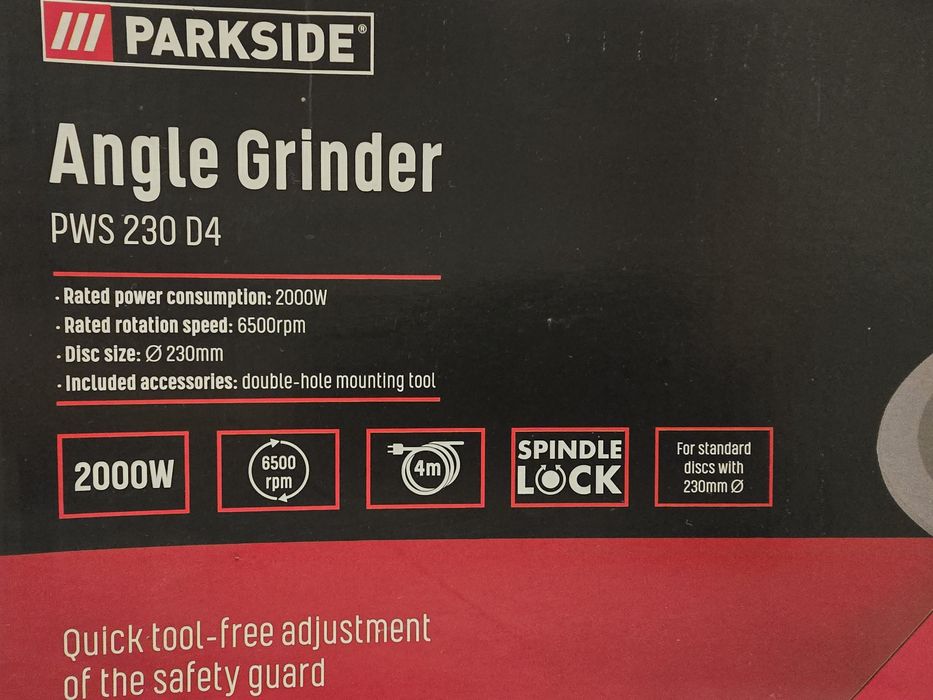 /// PARKSIDE®
Angle Grinder
PWS 230 D4
· Rated power consumption: 2000W
· Rated rotation speed: 6500rpm
· Disc size: Ø 230mm
· Included accessories: double-hole mounting tool
2000W
6500
rpm
4m
SPINDLE
LOCK
For standard
discs with
230mm Ø
Quick tool-free adjustment
of the safety guard